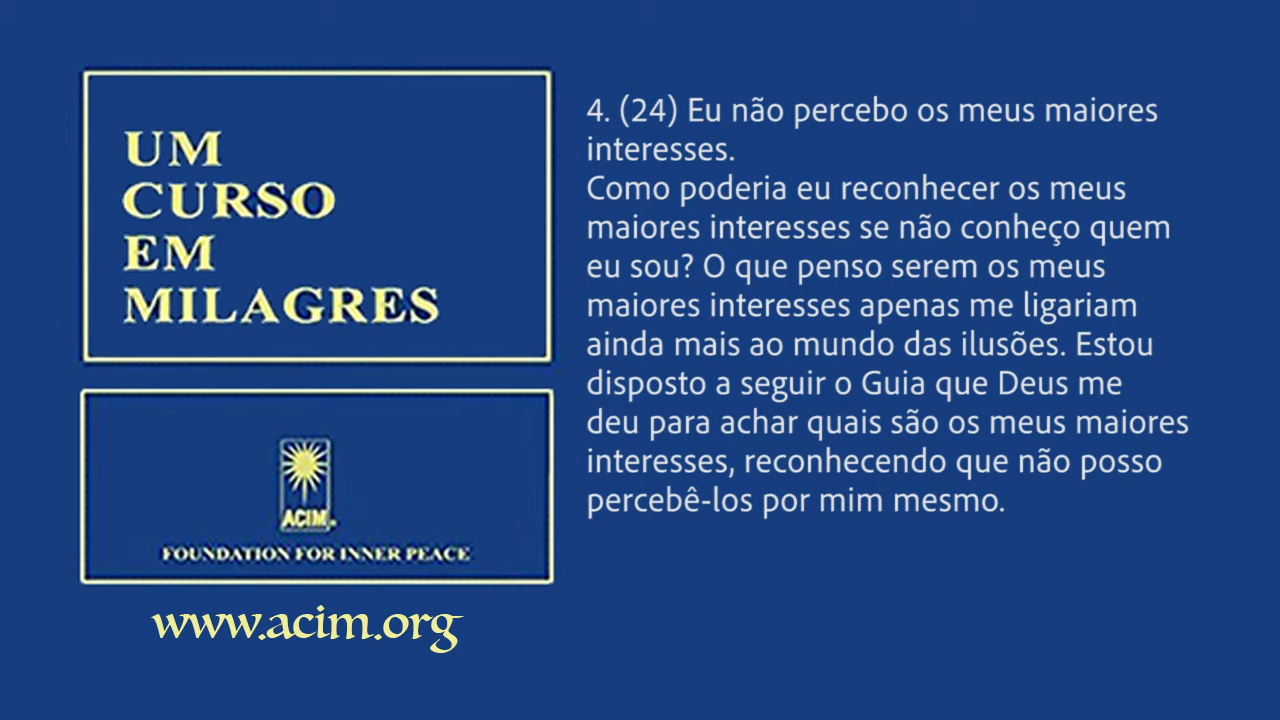 UM
CURSO
EM
MILAGRES
ACIM
FOUNDATION FOR INNER PEACE
www.acim.org
4. (24) Eu não percebo os meus maiores
interesses.
Como poderia eu reconhecer os meus
maiores interesses se não conheço quem
eu sou? O que penso serem os meus
maiores interesses apenas me ligariam
ainda mais ao mundo das ilusões. Estou
disposto a seguir o Guia que Deus me
deu para achar quais são os meus maiores
interesses, reconhecendo que não posso
percebê-los por mim mesmo.